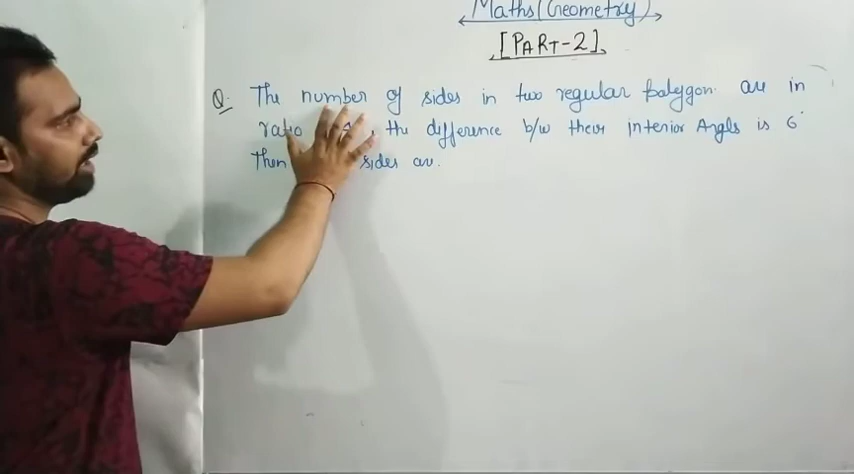 Maths (Geometry)
[PART-2]
Q. The number of sides in two regular Polygon are in
ratio , the difference b/w their interior Angls is 6°
Then sides are.